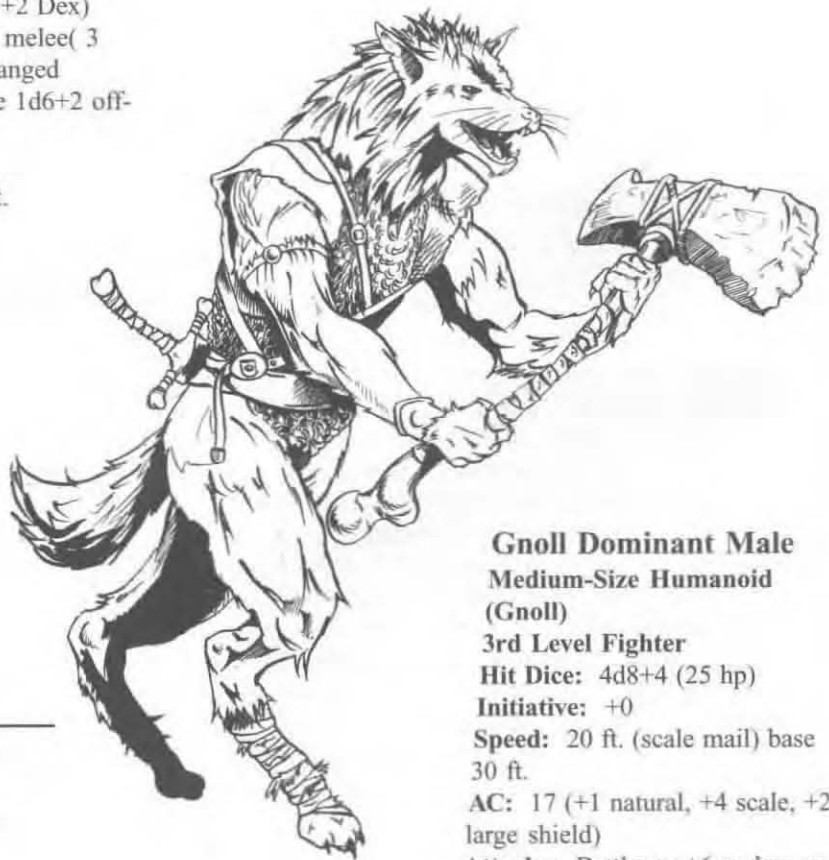 +2 Dex)
melee( 3
anged
e 1d6+2 off-
t.
Gnoll Dominant Male
Medium-Size Humanoid
(Gnoll)
3rd Level Fighter
Hit Dice: 4d8+4 (25 hp)
Initiative: +0
Speed: 20 ft. (scale mail) base
30 ft.
AC: 17 (+1 natural, +4 scale, +2
large shield)